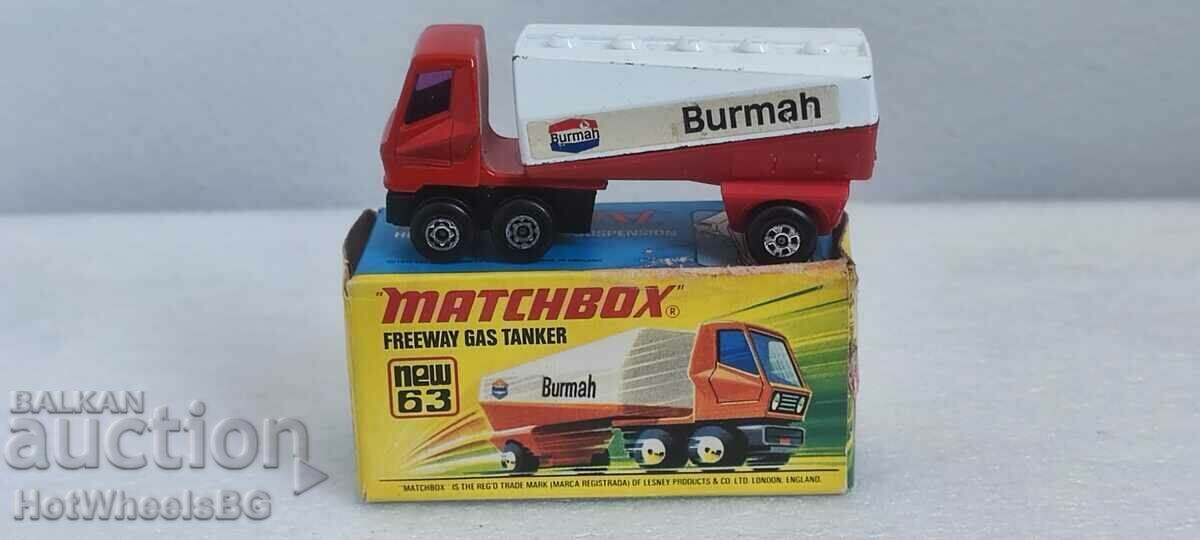 Burmah
Burmah
SUSPENSION
"MATCHBOX"®
FREEWAY GAS TANKER
new
63
Burmah
"MATCHBOX" IS THE REG'D TRADE MARK (MARCA REGISTRADA) OF LESNEY PRODUCTS & CO LTD. LONDON, ENGLAND.
BALKAN
auction
HotWheelsBG